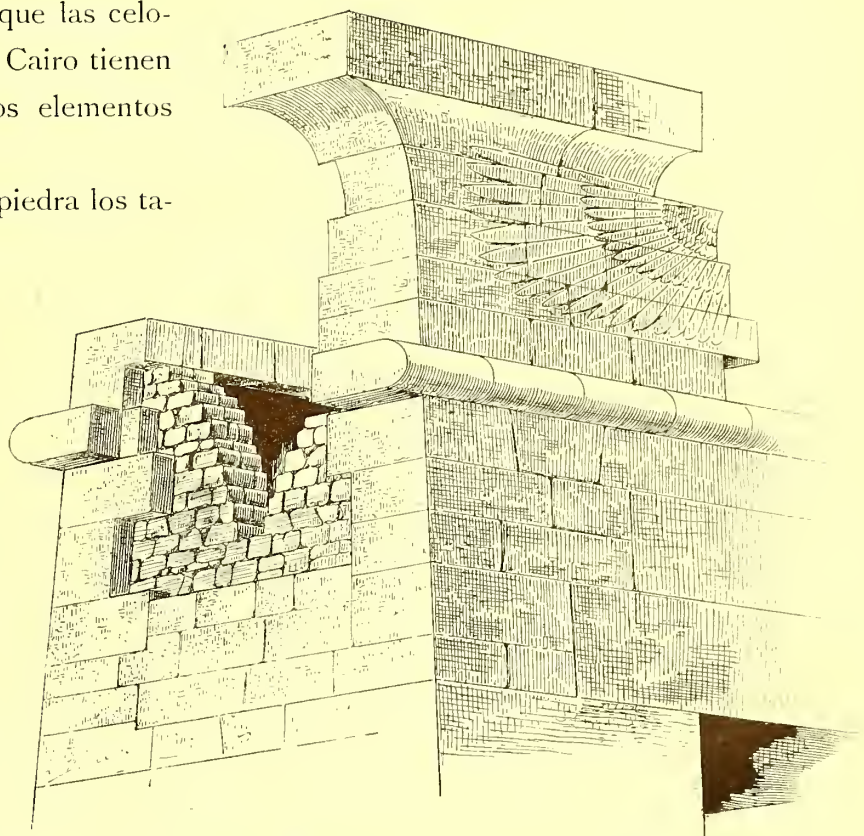 que las celo-
Cairo tienen
os elementos
piedra los ta-